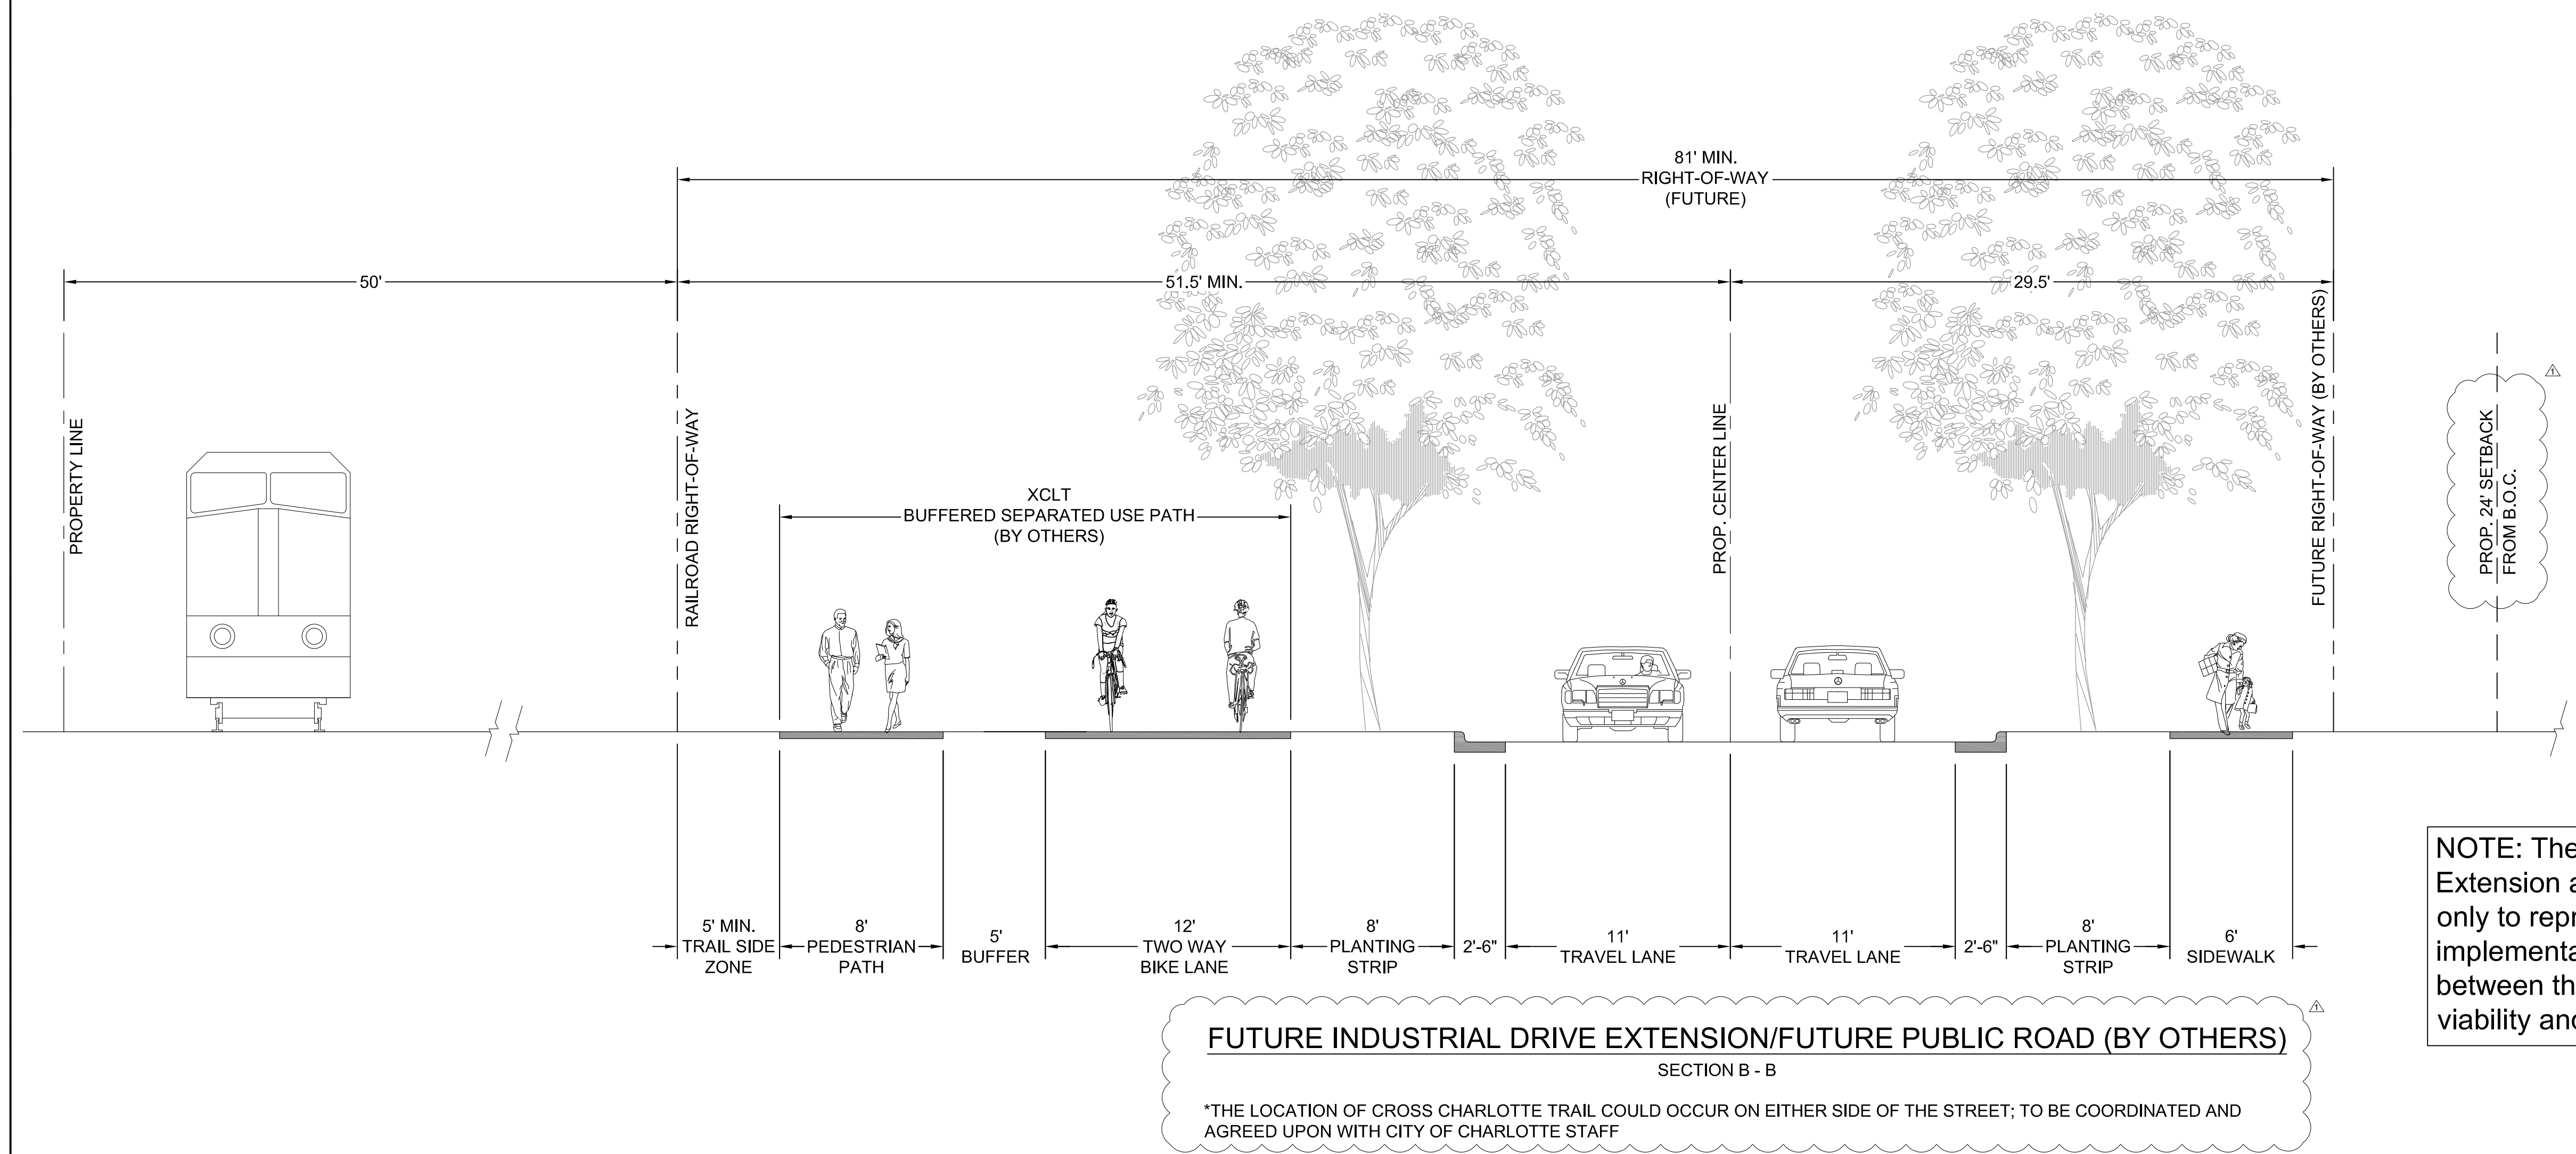 81' MIN.
RIGHT-OF-WAY
(FUTURE)
50'
51.5' MIN.
29.5'
PROPERTY LINE
RAILROAD RIGHT-OF-WAY
XCLT
BUFFERED SEPARATED USE PATH
(BY OTHERS)
PROP. CENTER LINE
FUTURE RIGHT-OF-WAY (BY OTHERS)
PROP. 24' SETBACK
FROM B.O.C.
1
5' MIN.
TRAIL SIDE
ZONE
8'
PEDESTRIAN
PATH
5'
BUFFER
12'
TWO WAY
BIKE LANE
8'
PLANTING
STRIP
2'-6"
11'
TRAVEL LANE
11'
TRAVEL LANE
2'-6"
8'
PLANTING
STRIP
6'
SIDEWALK
NOTE: The
Extension a
only to repr
implementa
between th
viability and
1
FUTURE INDUSTRIAL DRIVE EXTENSION/FUTURE PUBLIC ROAD (BY OTHERS)
SECTION B - B
*THE LOCATION OF CROSS CHARLOTTE TRAIL COULD OCCUR ON EITHER SIDE OF THE STREET; TO BE COORDINATED AND
AGREED UPON WITH CITY OF CHARLOTTE STAFF